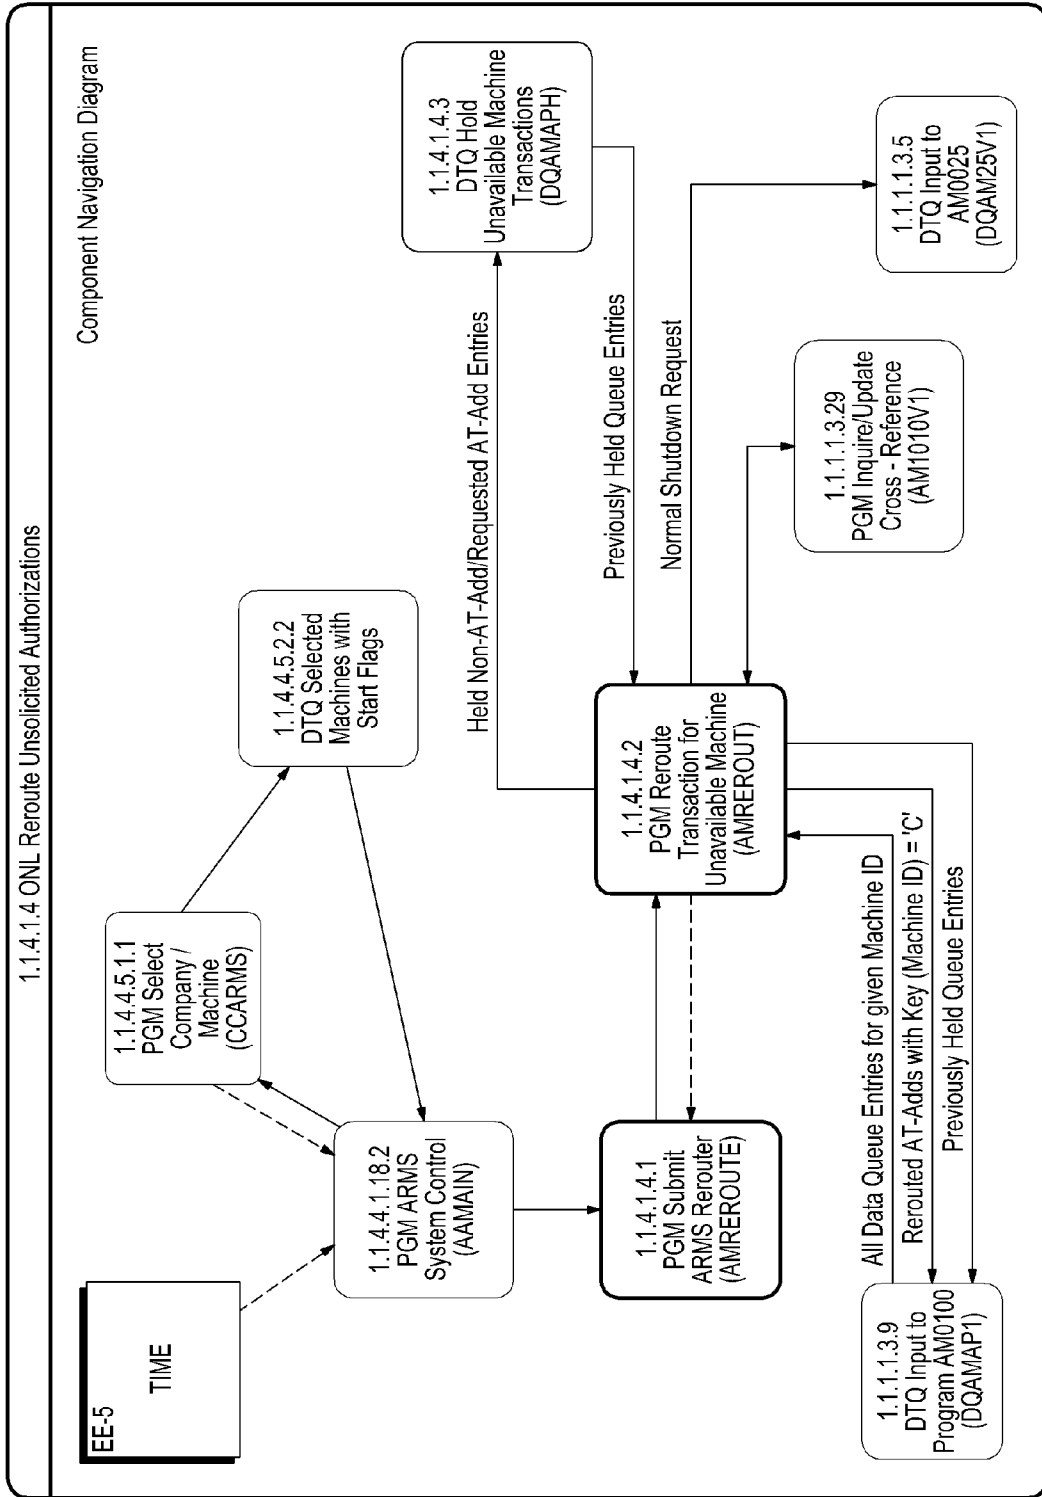 1.1.4.1.4 ONL Reroute Unsolicited Authorizations
Component Navigation Diagram
EE-5
TIME
1.1.4.4.5.1.1
PGM Select
Company /
Machine
(CCARMS)
1.1.4.4.5.2.2
DTQ Selected
Machines with
Start Flags
1.1.4.4.1.18.2
PGM ARMS
System Control
(AAMAIN)
1.1.4.1.4.3
DTQ Hold
Unavailable Machine
Transactions
(DQAMAPH)
Held Non-AT-Add/Requested AT-Add Entries
Previously Held Queue Entries
Normal Shutdown Request
1.1.4.1.4.1
PGM Submit
ARMS Rerouter
(AMREROUTE)
1.1.4.1.4.2
PGM Reroute
Transaction for
Unavailable Machine
(AMREROUT)
1.1.1.1.3.29
PGM Inquire/Update
Cross - Reference
(AM1010V1)
1.1.1.1.3.5
DTQ Input to
AM0025
(DQAM25V1)
All Data Queue Entries for given Machine ID
Rerouted AT-Adds with Key (Machine ID) = 'C'
Previously Held Queue Entries
1.1.1.1.3.9
DTQ Input to
Program AM0100
(DQAMAP1)